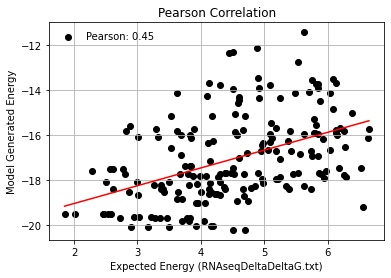 Pearson Correlation
Pearson: 0.45
−12
−14
−16
−18
−20
Model Generated Energy
2
3
4
5
6
Expected Energy (RNAseqDeltaDeltaG.txt)